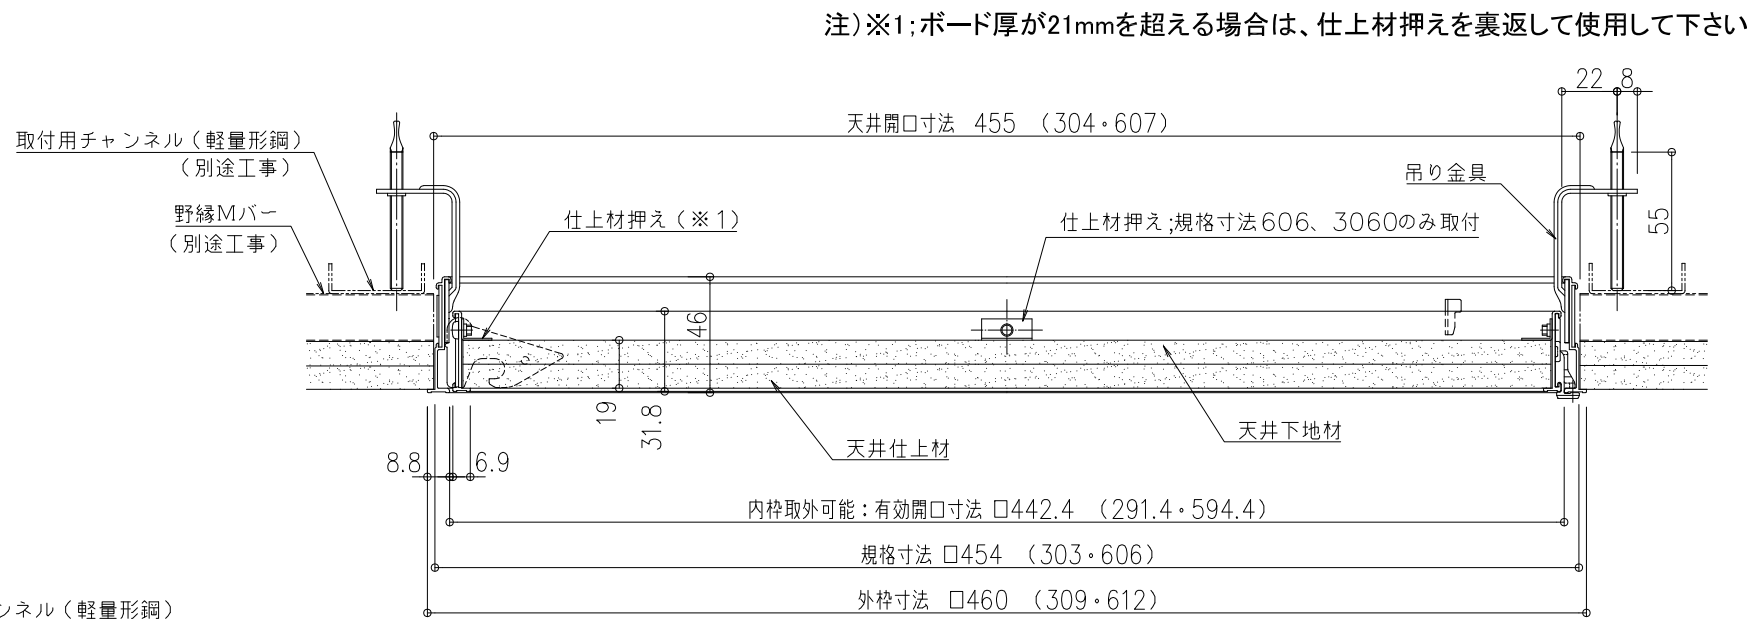 注)※1;ボード厚が21mmを超える場合は、仕上材押えを裏返して使用して下さい
22
8
天井開口寸法 455 (304・607)
取付用チャンネル(軽量形鋼)
(別途工事)
吊り金具
野縁Mバー
(別途工事)
仕上材押え(※1)
仕上材押え;規格寸法606、3060のみ取付
55
46
19
31.8
天井下地材
天井仕上材
8.8
6.9
内枠取外可能:有効開口寸法 □442.4 (291.4・594.4)
規格寸法 □454 (303・606)
外枠寸法 □460 (309・612)
ンネル(軽量形鋼)